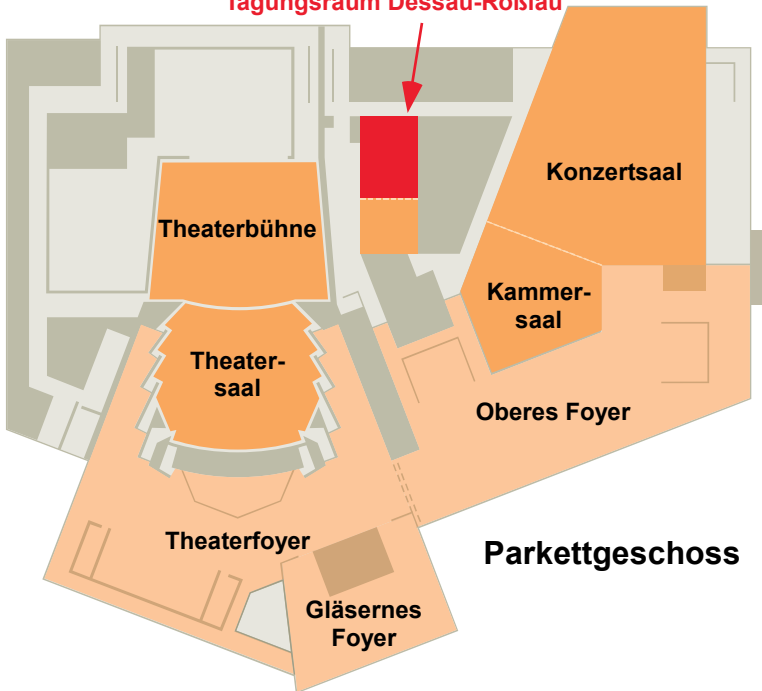 Tagungsraum Dessau-Roßlau
Konzertsaal
Theaterbühne
Kammer-
saal
Theater-
saal
Oberes Foyer
Theaterfoyer
Parkettgeschoss
Gläsernes
Foyer